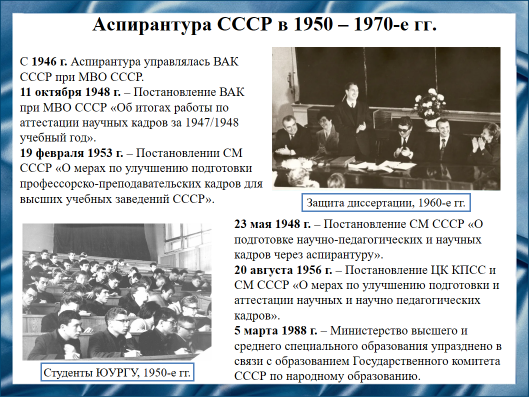 Аспирантура СССР в 1950 – 1970-е гг.
С 1946 г. Аспирантура управлялась ВАК
СССР при МВО СССР.
11 октября 1948 г. – Постановление ВАК
при МВО СССР «Об итогах работы по
аттестации научных кадров за 1947/1948
учебный год».
19 февраля 1953 г. – Постановлении СМ
СССР «О мерах по улучшению подготовки
профессорско-преподавательских кадров для
высших учебных заведений СССР».
Защита диссертации, 1960-е гг.
23 мая 1948 г. – Постановление СМ СССР «О
подготовке научно-педагогических и научных
кадров через аспирантуру».
20 августа 1956 г. – Постановление ЦК КПСС и
СМ СССР «О мерах по улучшению подготовки и
аттестации научных и научно педагогических
кадров».
5 марта 1988 г. – Министерство высшего и
среднего специального образования упразднено в
связи с образованием Государственного комитета
СССР по народному образованию.
Студенты ЮУРГУ, 1950-е гг.